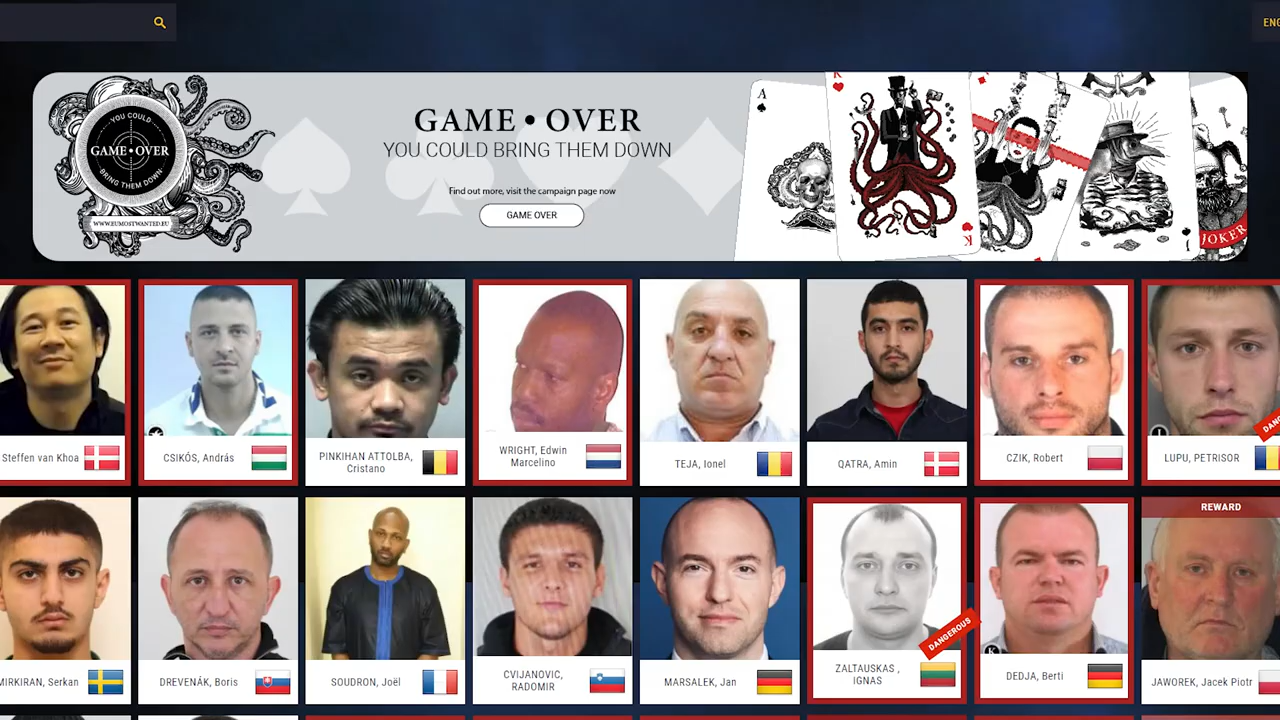 ENG
YOU COULD
GAME•OVER
BRING THEM DOWN
WWW.EUMOSTWANTED.EU
GAME•OVER
YOU COULD BRING THEM DOWN
Find out more, visit the campaign page now
GAME OVER
A
K
K
JOKER
Steffen van Khoa
CSIKÓS, András
PINKIHAN ATTOLBA,
Cristano
WRIGHT, Edwin
Marcelino
TEJA, Ionel
QATRA, Amin
CZIK, Robert
J
LUPU, PETRISOR
MIRKIRAN, Serkan
DREVENÁK, Boris
SOUDRON, Joël
CVIJANOVIC,
RADOMIR
MARSALEK, Jan
DANGEROUS
ZALTAUSKAS ,
IGNAS
K
DEDJA, Berti
REWARD
JAWOREK, Jacek Piotr